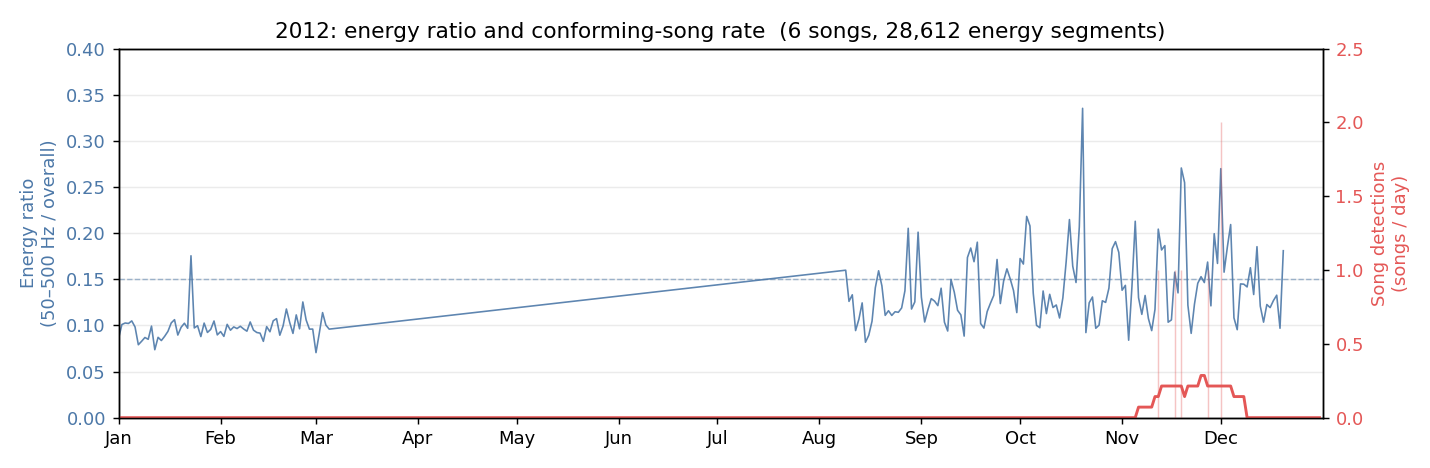 2012: energy ratio and conforming-song rate  (6 songs, 28,612 energy segments)
Energy ratio
(50–500 Hz / overall)
0.40
0.35
0.30
0.25
0.20
0.15
0.10
0.05
0.00
2.5
2.0
1.5
1.0
0.5
0.0
Song detections
(songs / day)
Jan Feb Mar Apr May Jun Jul Aug Sep Oct Nov Dec